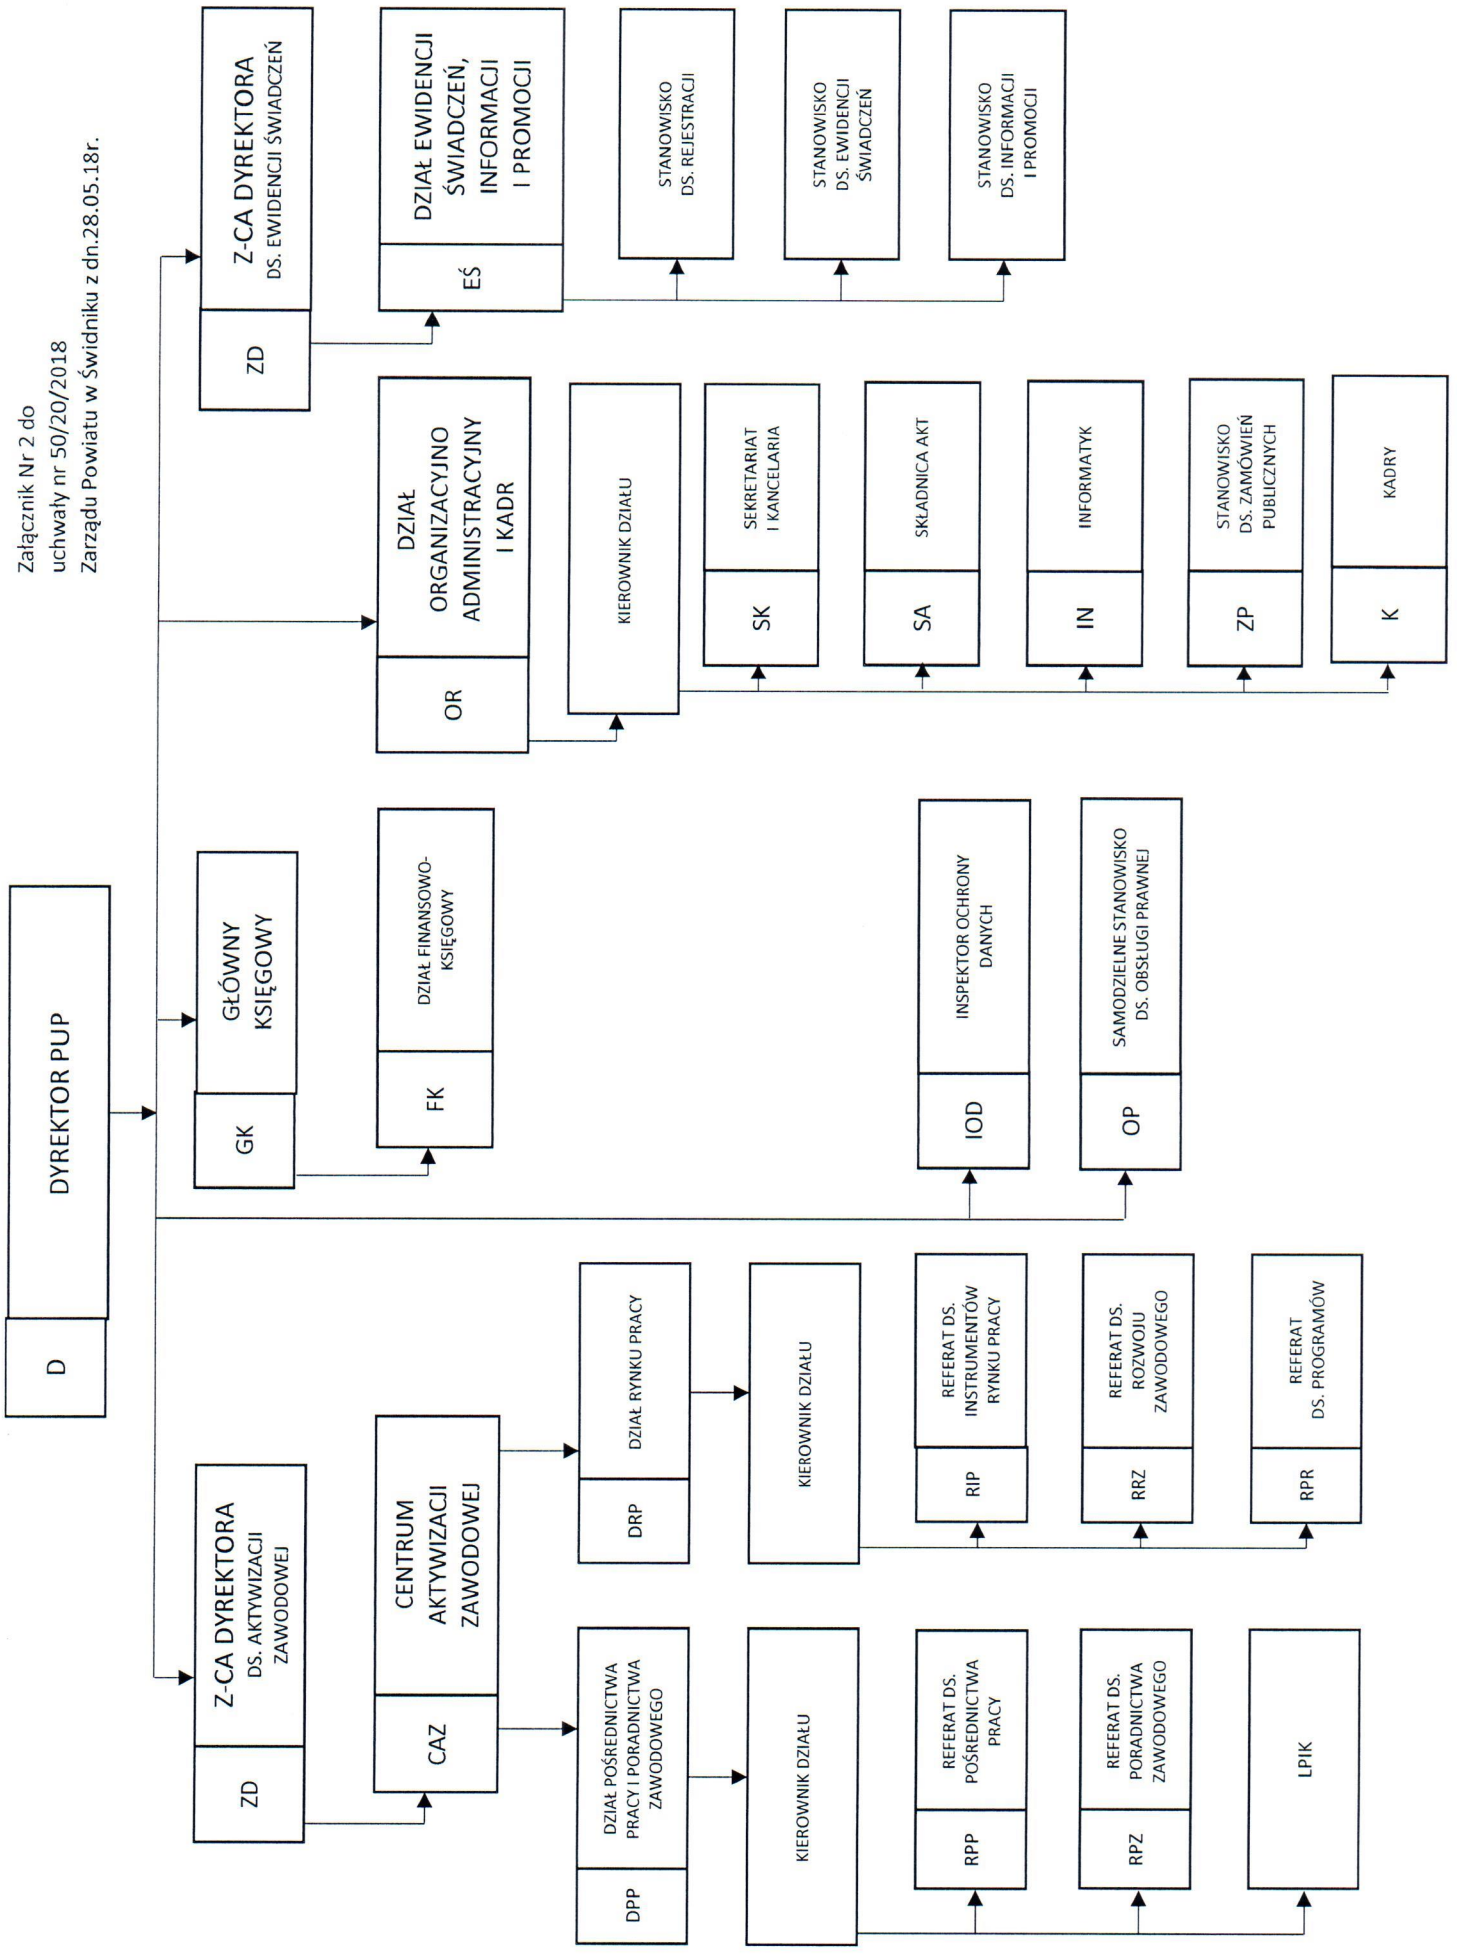 Załącznik Nr 2 do
uchwały nr 50/20/2018
Zarządu Powiatu w Świdniku z dn.28.05.18r.
D
DYREKTOR PUP
ZD
Z-CA DYREKTORA
DS. AKTYWIZACJI
ZAWODOWEJ
GK
GŁÓWNY
KSIĘGOWY
ZD
Z-CA DYREKTORA
DS. EWIDENCJI ŚWIADCZEŃ
CAZ
CENTRUM
AKTYWIZACJI
ZAWODOWEJ
FK
DZIAŁ FINANSOWO-
KSIĘGOWY
OR
DZIAŁ
ORGANIZACYJNO
ADMINISTRACYJNY
I KADR
EŚ
DZIAŁ EWIDENCJI
ŚWIADCZEŃ,
INFORMACJI
I PROMOCJI
DPP
DZIAŁ POŚREDNICTWA
PRACY I PORADNICTWA
ZAWODOWEGO
DRP
DZIAŁ RYNKU PRACY
KIEROWNIK DZIAŁU
KIEROWNIK DZIAŁU
RPP
REFERAT DS.
POŚREDNICTWA
PRACY
RPZ
REFERAT DS.
PORADNICTWA
ZAWODOWEGO
LPIK
RIP
REFERAT DS.
INSTRUMENTÓW
RYNKU PRACY
RRZ
REFERAT DS.
ROZWOJU
ZAWODOWEGO
RPR
REFERAT
DS. PROGRAMÓW
IOD
INSPEKTOR OCHRONY
DANYCH
OP
SAMODZIELNE STANOWISKO
DS. OBSŁUGI PRAWNEJ
KIEROWNIK DZIAŁU
SK
SEKRETARIAT
I KANCELARIA
SA
SKŁADNICA AKT
IN
INFORMATYK
ZP
STANOWISKO
DS. ZAMÓWIEŃ
PUBLICZNYCH
K
KADRY
STANOWISKO
DS. REJESTRACJI
STANOWISKO
DS. EWIDENCJI
ŚWIADCZEŃ
STANOWISKO
DS. INFORMACJI
I PROMOCJI